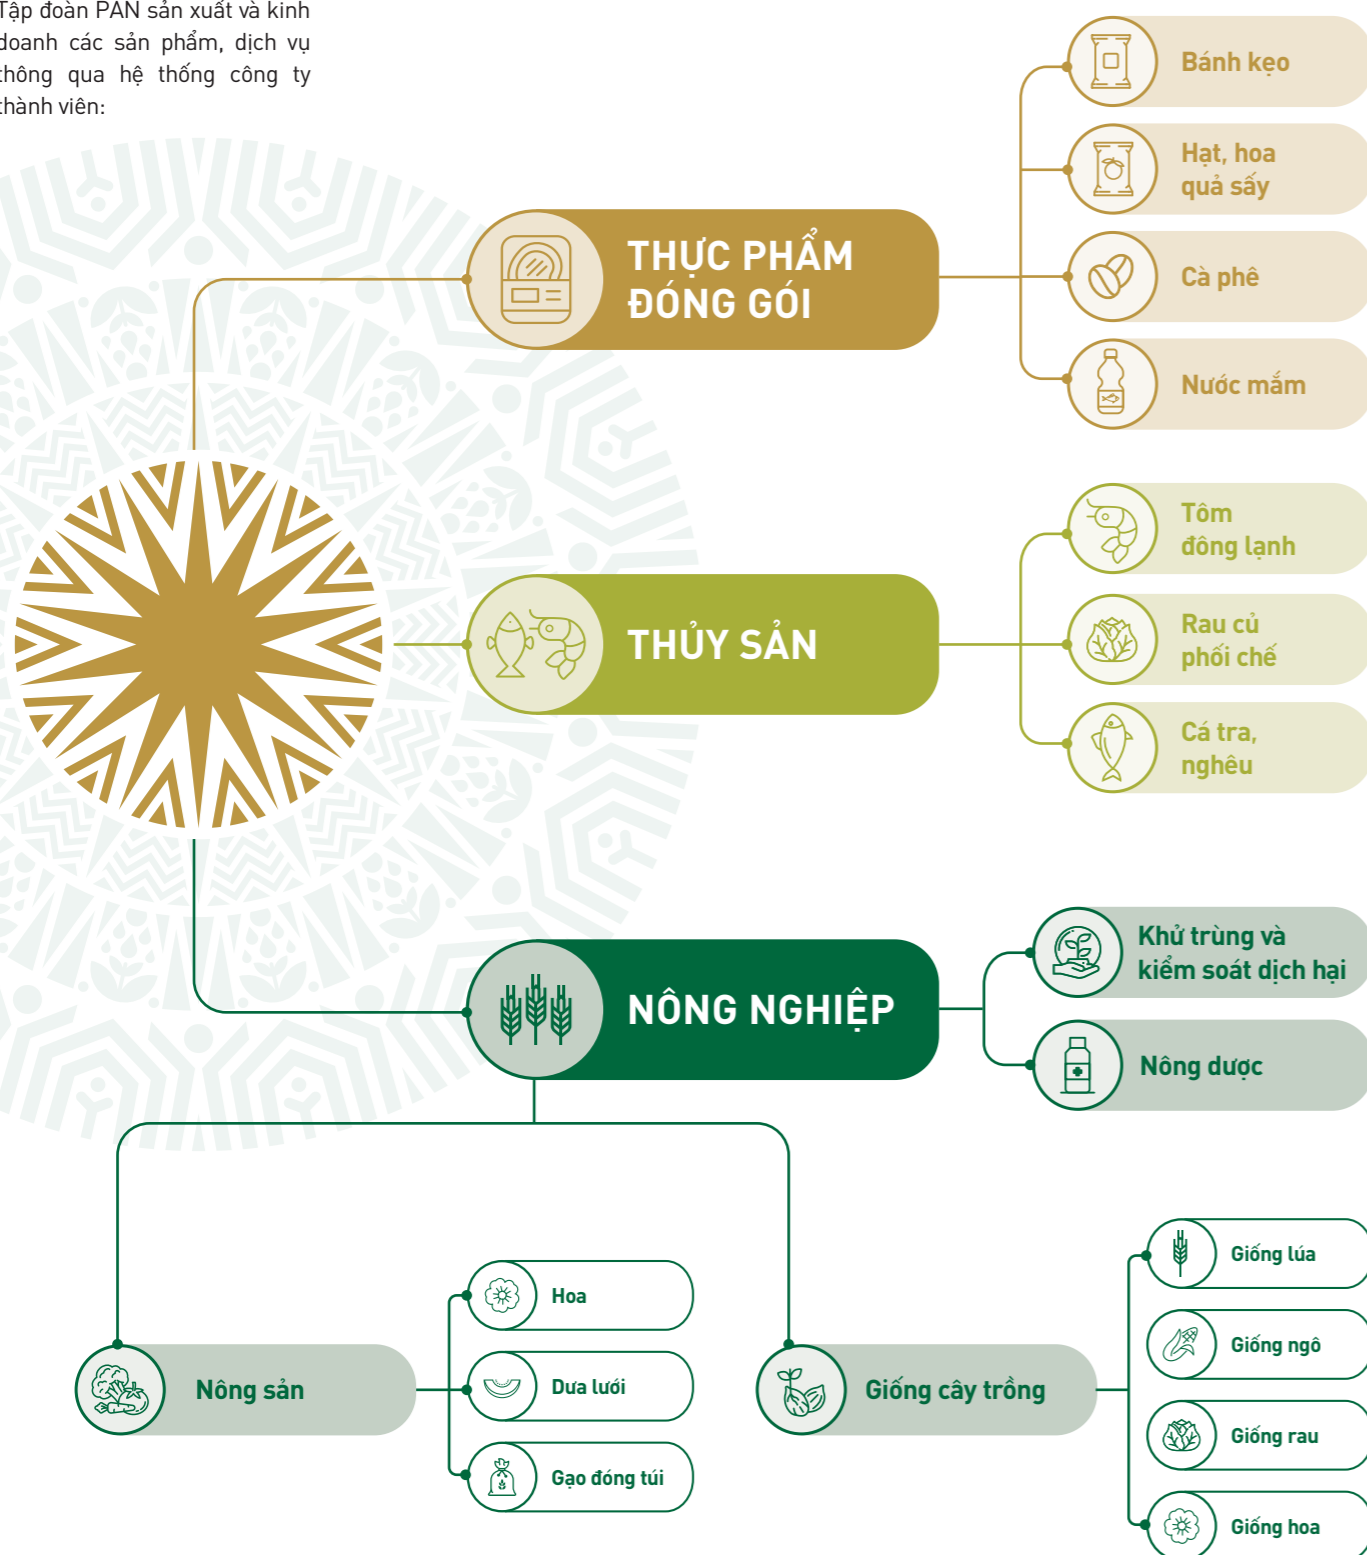 Tập đoàn PAN sản xuất và kinh
doanh các sản phẩm, dịch vụ
thông qua hệ thống công ty
thành viên:
THỰC PHẨM
ĐÓNG GÓI
Bánh kẹo
Hạt, hoa
quả sấy
Cà phê
Nước mắm
THỦY SẢN
Tôm
đông lạnh
Rau củ
phối chế
Cá tra,
nghêu
NÔNG NGHIỆP
Khử trùng và
kiểm soát dịch hại
Nông dược
Nông sản
Hoa
Dưa lưới
Gạo đóng túi
Giống cây trồng
Giống lúa
Giống ngô
Giống rau
Giống hoa